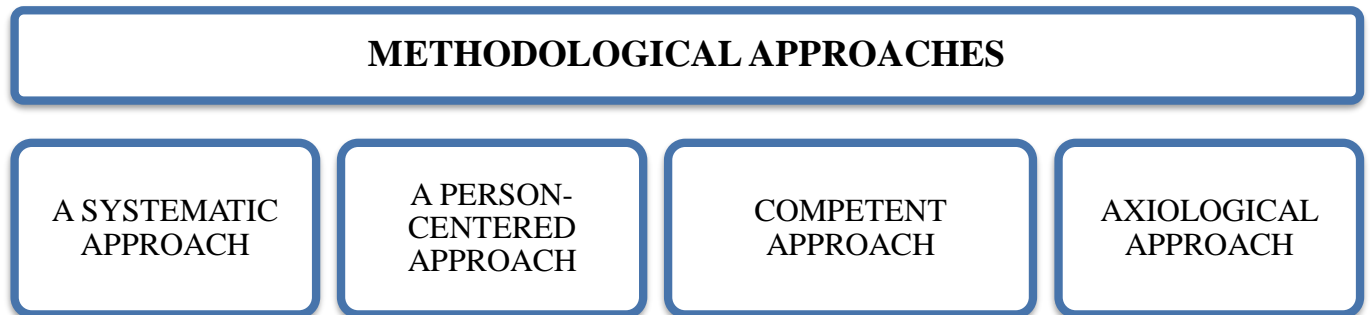 METHODOLOGICAL APPROACHES
A SYSTEMATIC
APPROACH
A PERSON-
CENTERED
APPROACH
COMPETENT
APPROACH
AXIOLOGICAL
APPROACH